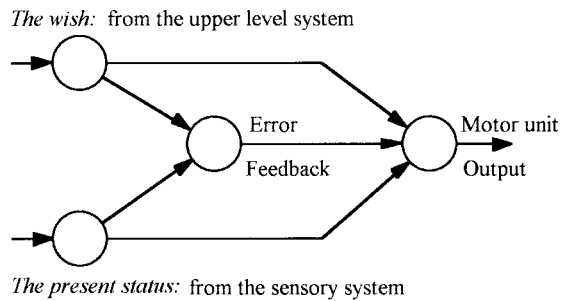 The wish: from the upper level system
Error
Motor unit
Feedback
Output
The present status: from the sensory system